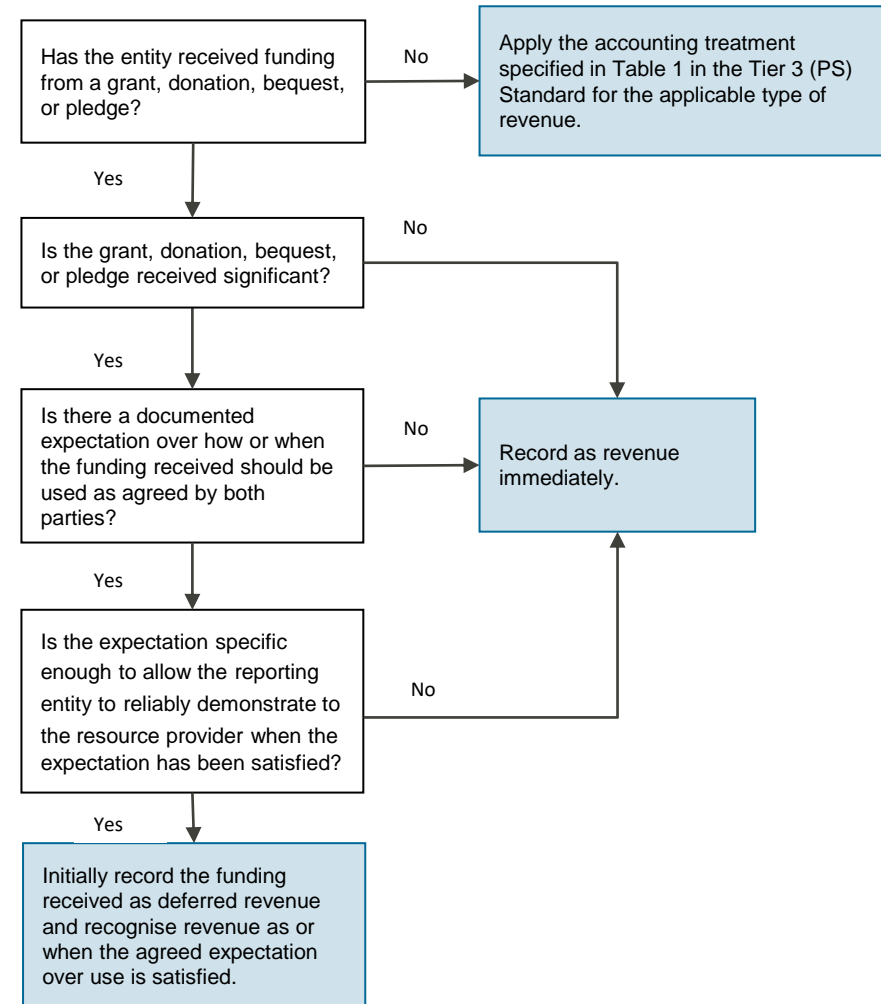 Has the entity received funding
from a grant, donation, bequest,
or pledge?
No
Apply the accounting treatment
specified in Table 1 in the Tier 3 (PS)
Standard for the applicable type of
revenue.
Yes
Is the grant, donation, bequest,
or pledge received significant?
No
Yes
Is there a documented
expectation over how or when
the funding received should be
used as agreed by both
parties?
No
Record as revenue
immediately.
Yes
Is the expectation specific
enough to allow the reporting
entity to reliably demonstrate to
the resource provider when the
expectation has been satisfied?
No
Yes
Initially record the funding
received as deferred revenue
and recognise revenue as or
when the agreed expectation
over use is satisfied.